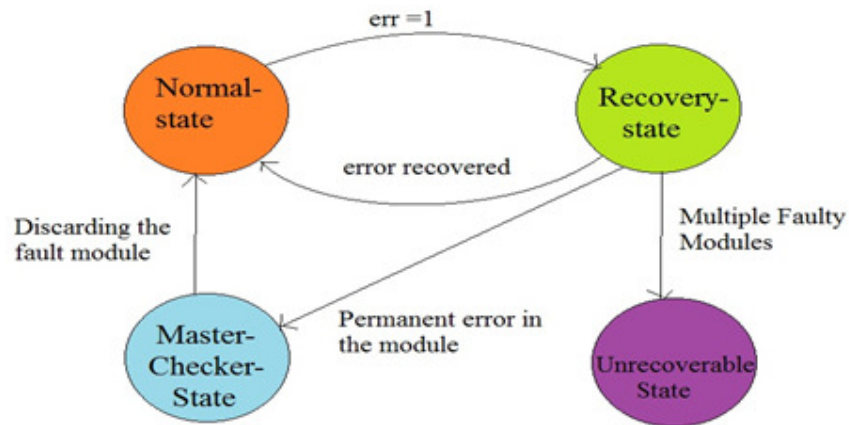 err =1
Normal-
state
Recovery-
state
error recovered
Discarding the
fault module
Multiple Faulty
Modules
Permanent error in
the module
Master-
Checker-
State
Unrecoverable
State